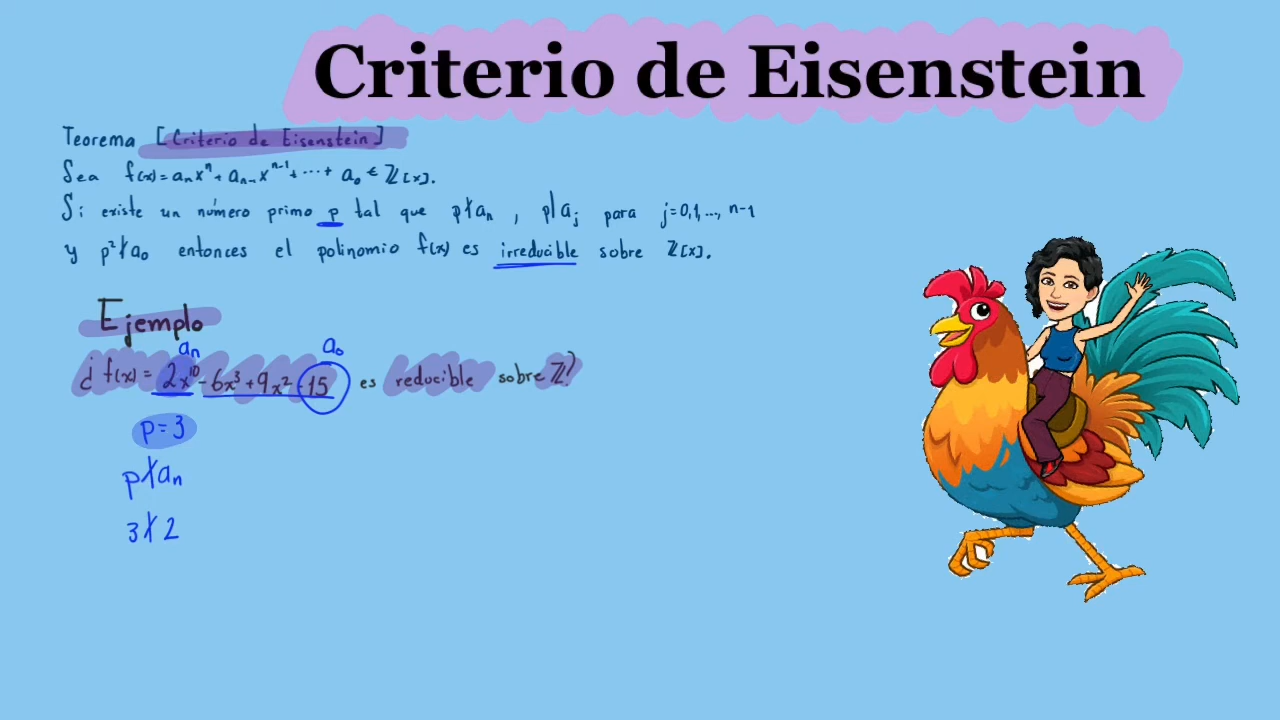 Criterio de Eisenstein
Teorema [Criterio de Eisenstein]
Sea f(x) = aₙxⁿ + aₙ₋₁xⁿ⁻¹ + ⋯ + a₀ ∈ ℤ[x].
Si existe un número primo p tal que p∤aₙ , p|aⱼ para j=0,1,..., n-1
y p²∤a₀ entonces el polinomio f(x) es irreducible sobre ℤ[x].
Ejemplo
aₙ a₀
¿ f(x) = 2x¹⁰ - 6x³ + 9x² - 15 es reducible sobre ℤ?
p = 3
p∤aₙ
3∤2